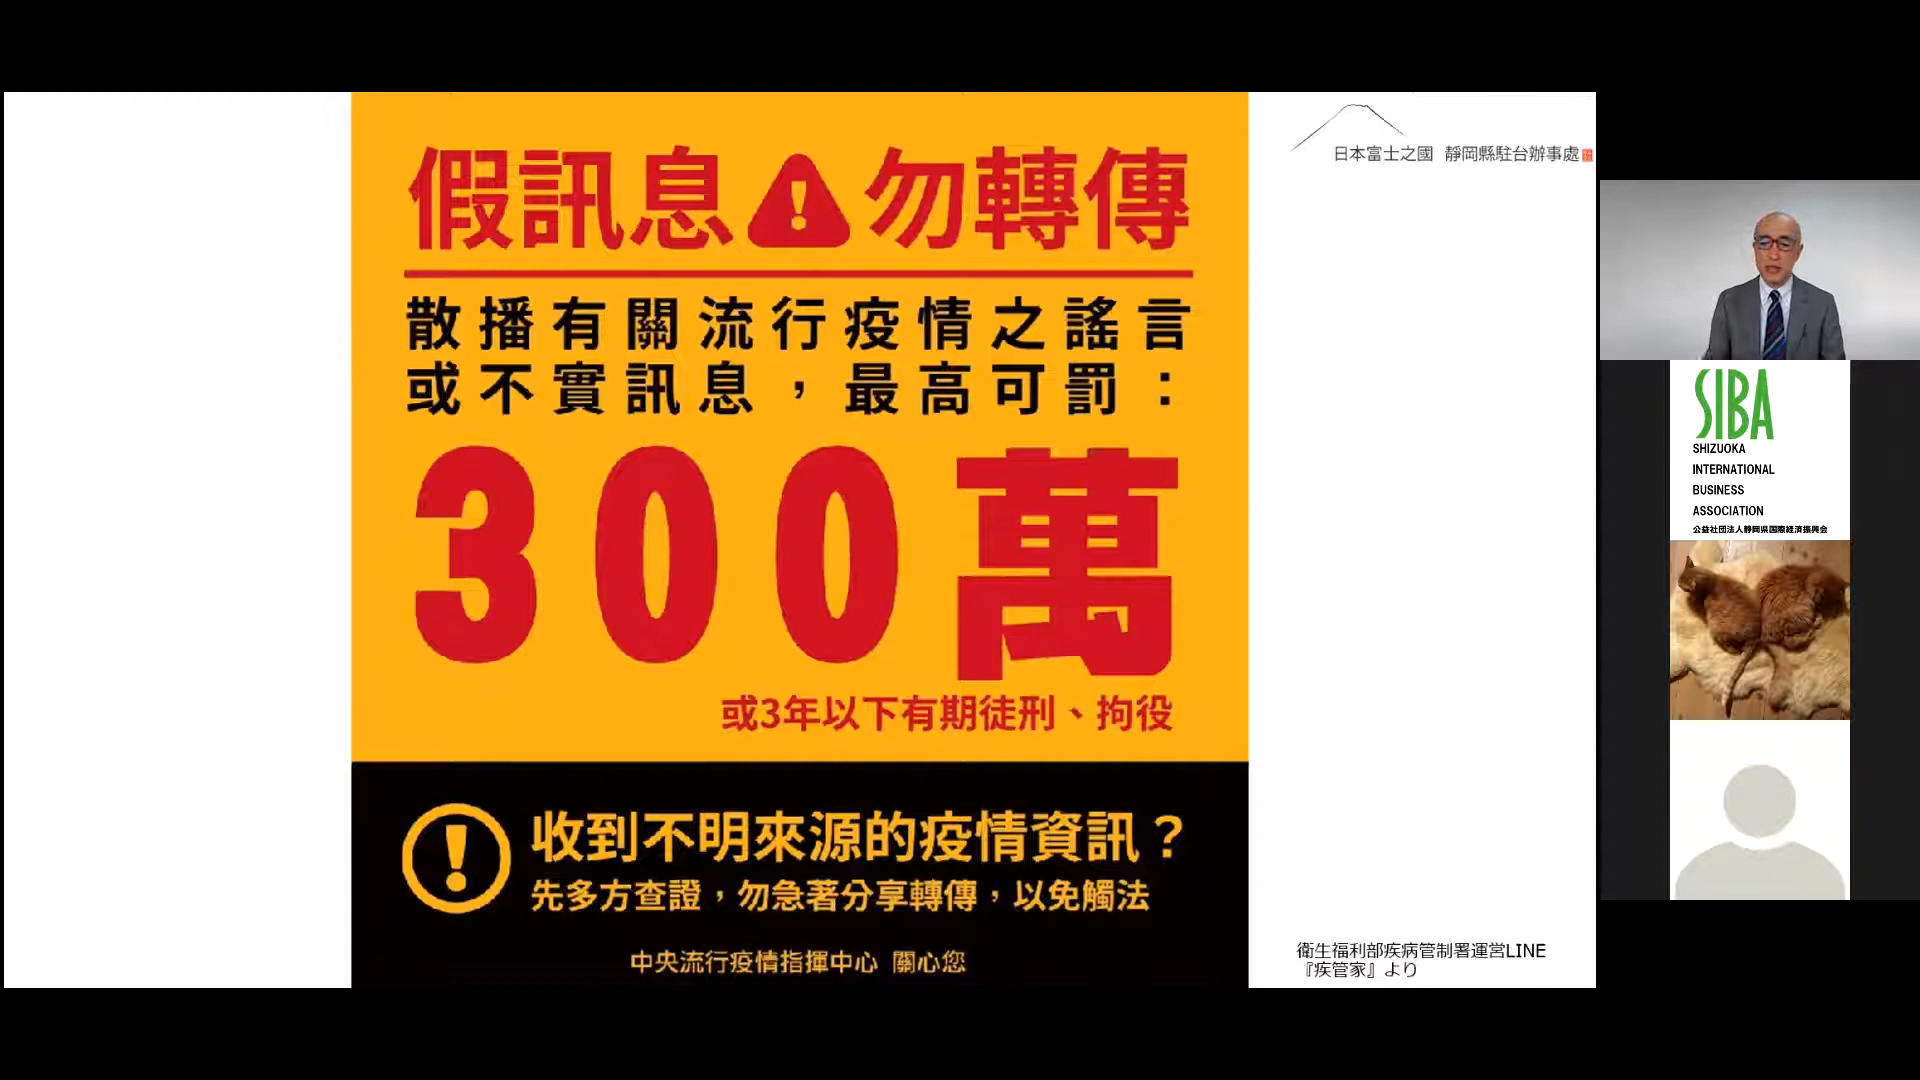 假訊息 勿轉傳
散播有關流行疫情之謠言
或不實訊息，最高可罰：
300萬
或3年以下有期徒刑、拘役
收到不明來源的疫情資訊？
先多方查證，勿急著分享轉傳，以免觸法
中央流行疫情指揮中心 關心您
日本富士之國 靜岡縣駐台辦事處
衛生福利部疾病管制署運営LINE
『疾管家』より
SIBA
SHIZUOKA
INTERNATIONAL
BUSINESS
ASSOCIATION
公益社団法人静岡県国際経済振興会